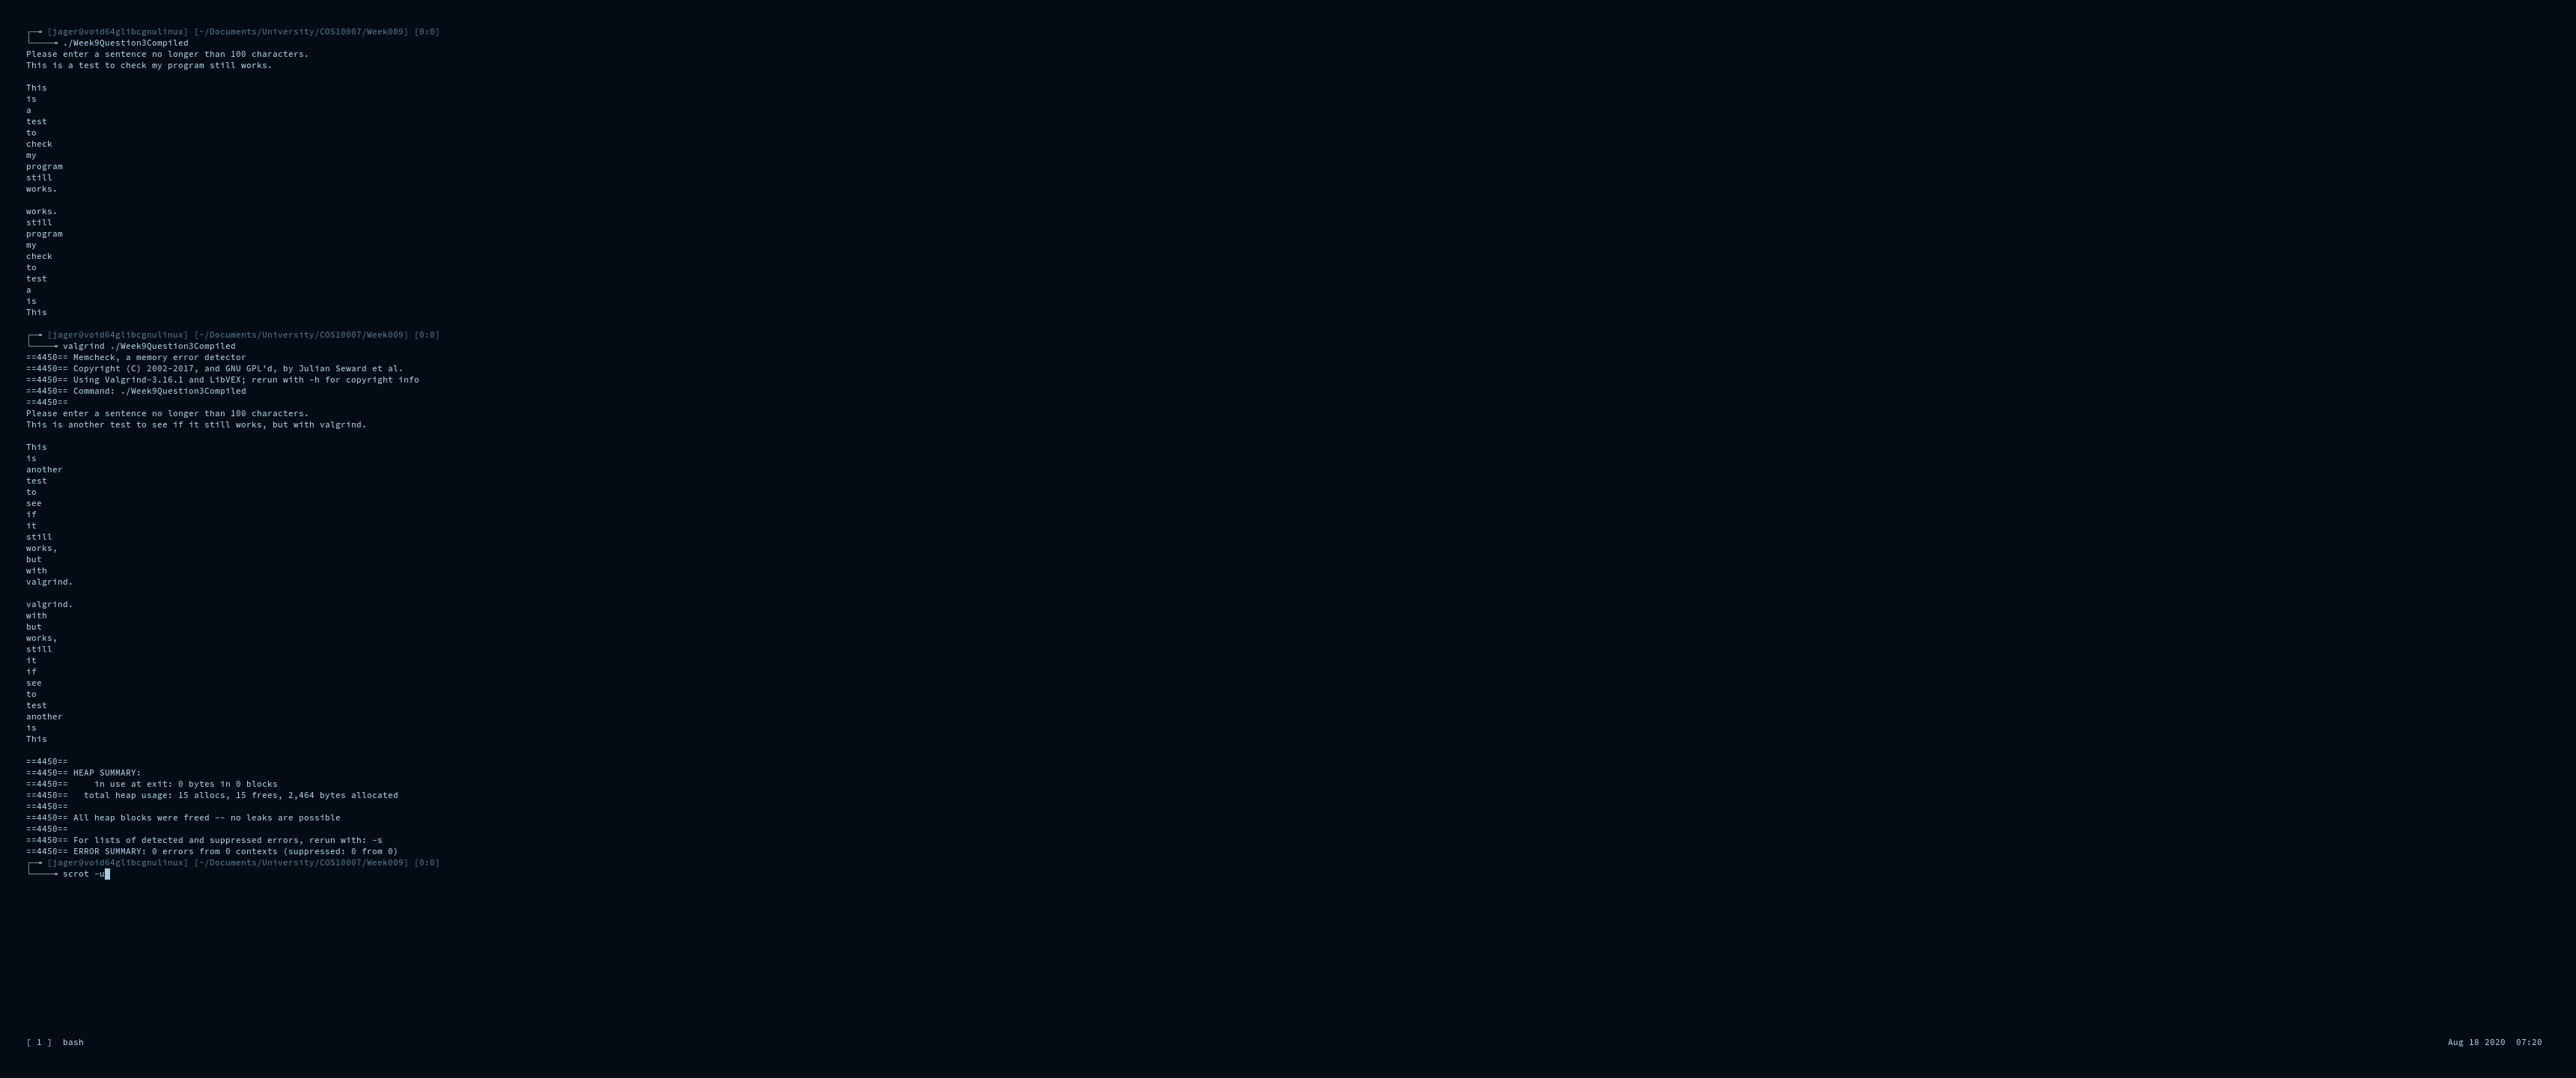 ┌─╼ [jager@void64glibcgnulinux] [~/Documents/University/COS10007/Week009] [0:0]
└────╼ ./Week9Question3Compiled
Please enter a sentence no longer than 100 characters.
This is a test to check my program still works.

This
is
a
test
to
check
my
program
still
works.

works.
still
program
my
check
to
test
a
is
This

┌─╼ [jager@void64glibcgnulinux] [~/Documents/University/COS10007/Week009] [0:0]
└────╼ valgrind ./Week9Question3Compiled
==4450== Memcheck, a memory error detector
==4450== Copyright (C) 2002-2017, and GNU GPL'd, by Julian Seward et al.
==4450== Using Valgrind-3.16.1 and LibVEX; rerun with -h for copyright info
==4450== Command: ./Week9Question3Compiled
==4450==
Please enter a sentence no longer than 100 characters.
This is another test to see if it still works, but with valgrind.

This
is
another
test
to
see
if
it
still
works,
but
with
valgrind.

valgrind.
with
but
works,
still
it
if
see
to
test
another
is
This

==4450==
==4450== HEAP SUMMARY:
==4450==     in use at exit: 0 bytes in 0 blocks
==4450==   total heap usage: 15 allocs, 15 frees, 2,464 bytes allocated
==4450==
==4450== All heap blocks were freed -- no leaks are possible
==4450==
==4450== For lists of detected and suppressed errors, rerun with: -s
==4450== ERROR SUMMARY: 0 errors from 0 contexts (suppressed: 0 from 0)
┌─╼ [jager@void64glibcgnulinux] [~/Documents/University/COS10007/Week009] [0:0]
└────╼ scrot -u
[ 1 ]  bash
Aug 18 2020  07:20